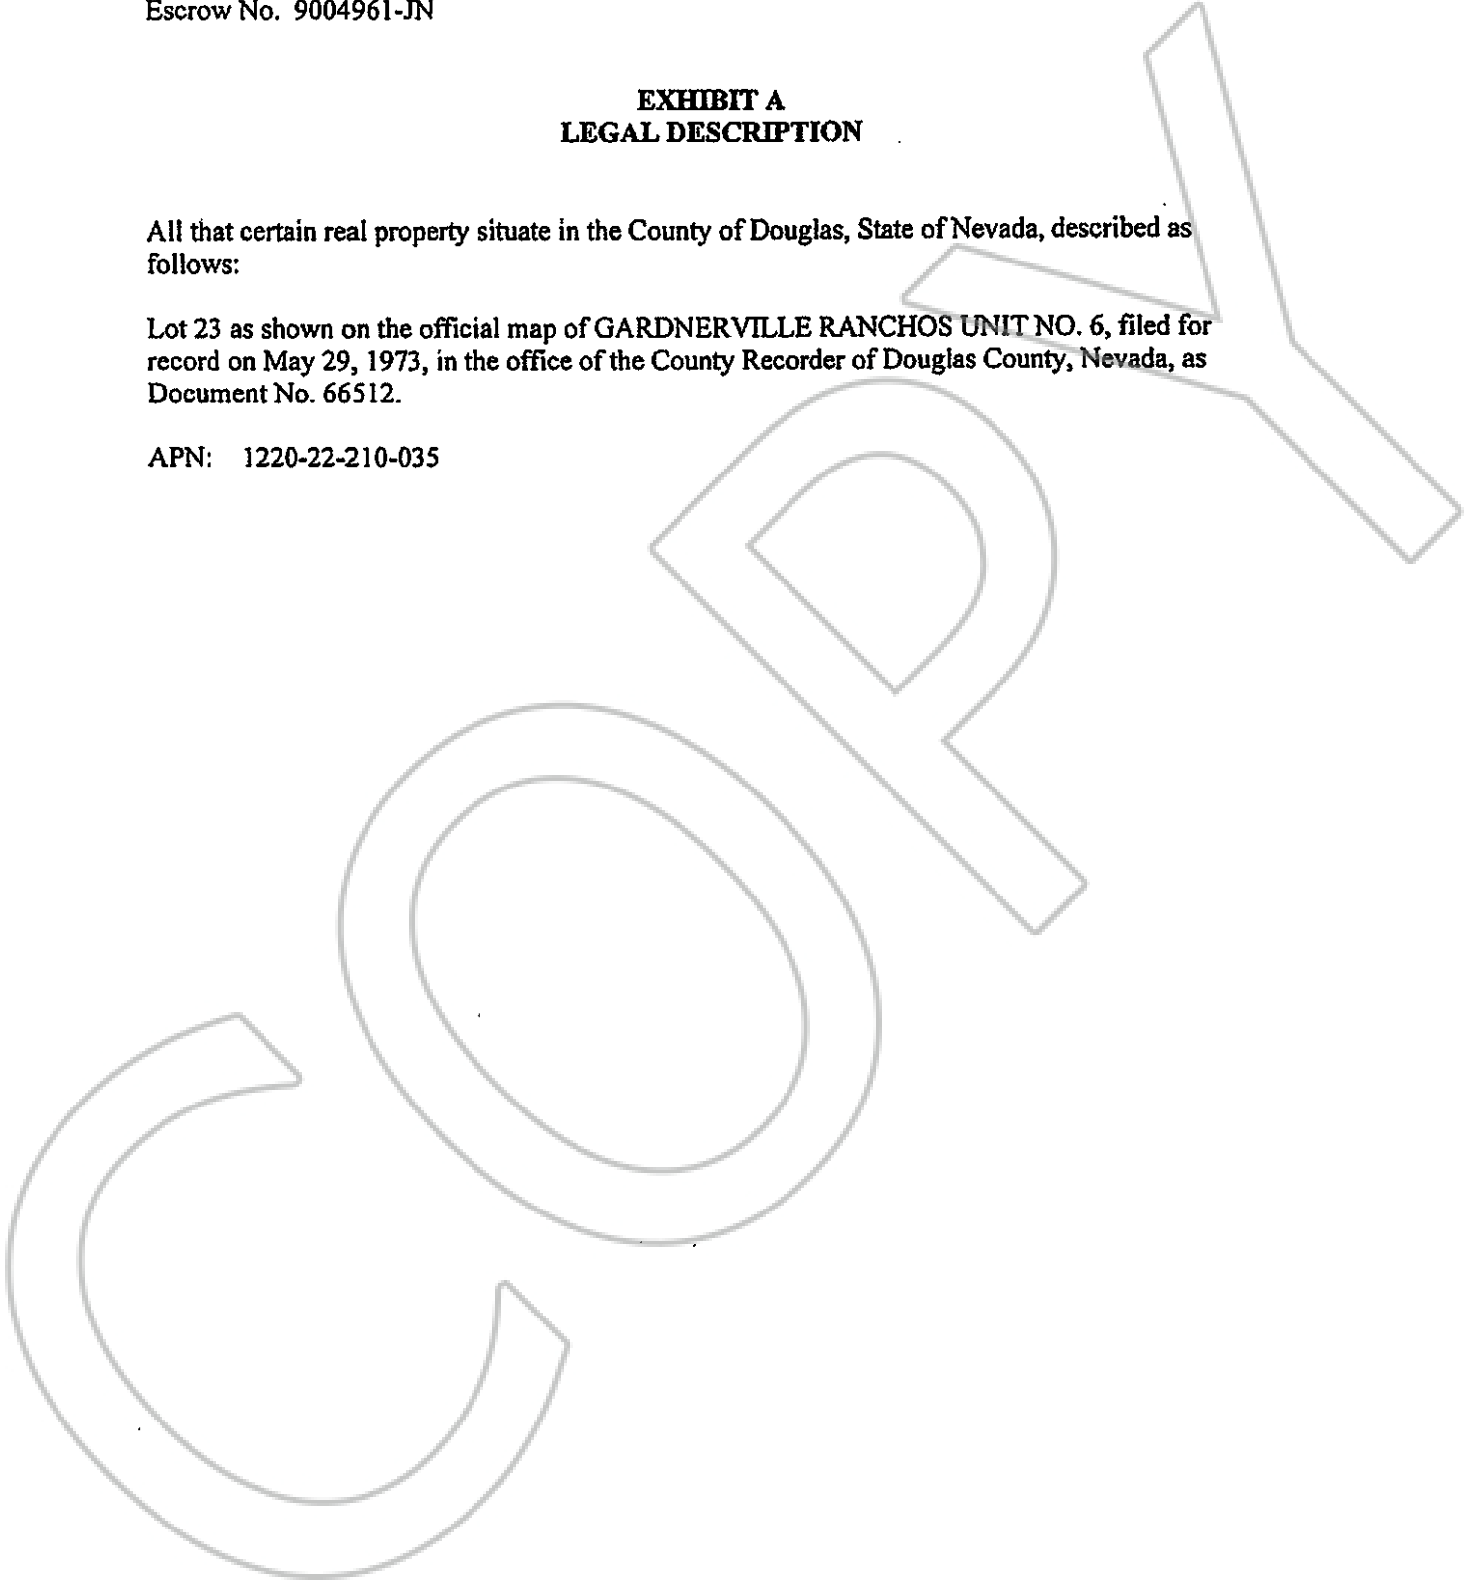 Escrow No. 9004961-JN
EXHIBIT A
LEGAL DESCRIPTION
All that certain real property situate in the County of Douglas, State of Nevada, described as
follows:
Lot 23 as shown on the official map of GARDNERVILLE RANCHOS UNIT NO. 6, filed for
record on May 29, 1973, in the office of the County Recorder of Douglas County, Nevada, as
Document No. 66512.
APN: 1220-22-210-035
COPY